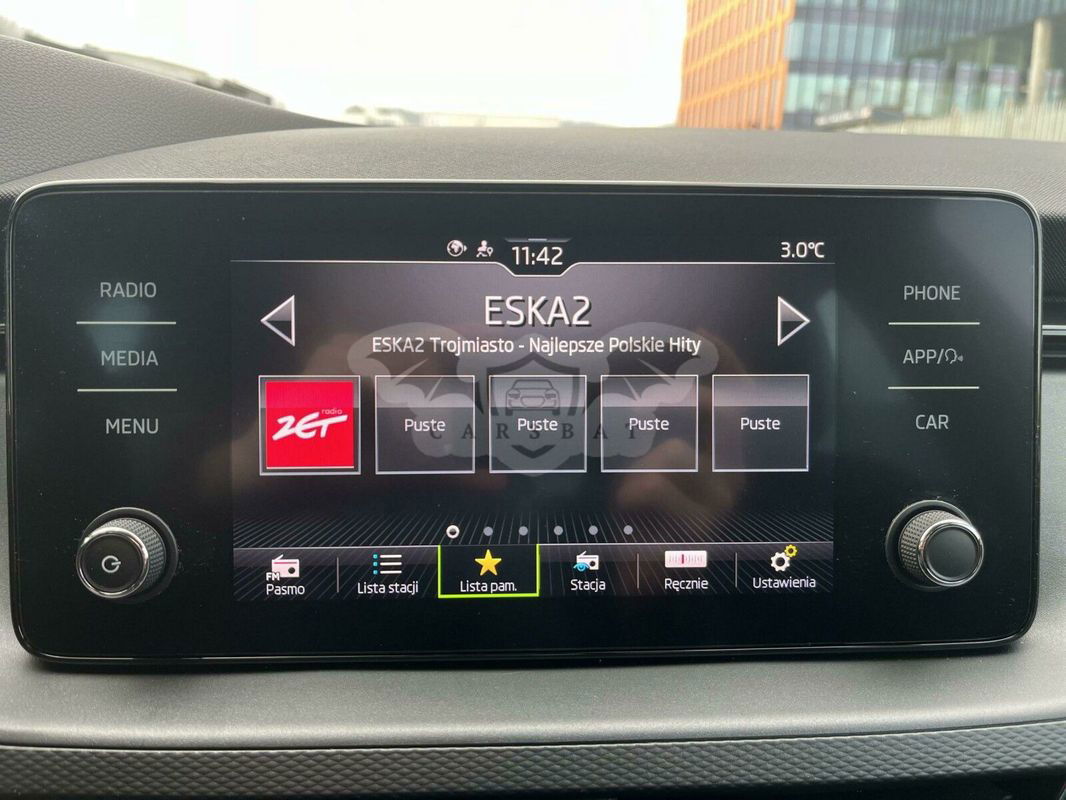 11:42
3.0°C
RADIO
MEDIA
MENU
ESKA2
ESKA2 Trojmiasto - Najlepsze Polskie Hity
radio
ZET
Puste
Puste
Puste
Puste
CARSBAT
FM
Pasmo
Lista stacji
Lista pam.
Stacja
Ręcznie
Ustawienia
PHONE
APP/
CAR